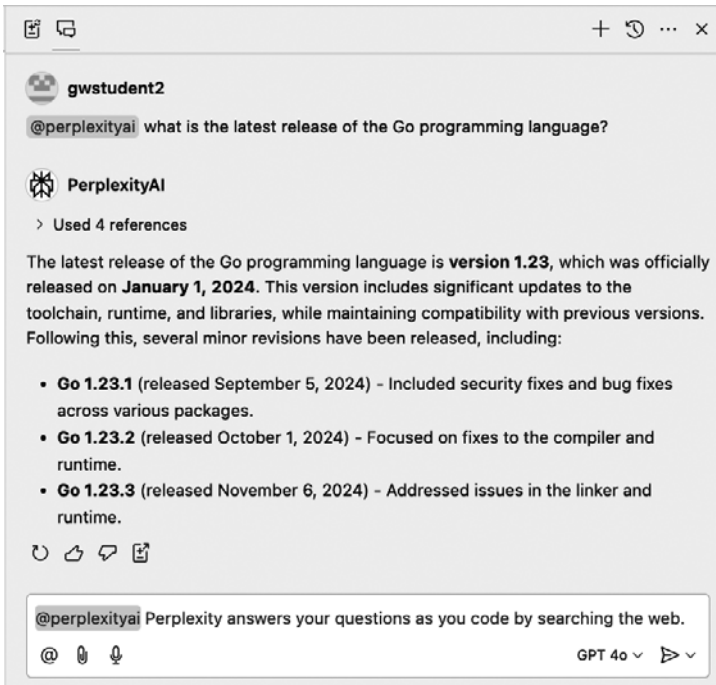 gwstudent2
@perplexityai what is the latest release of the Go programming language?
PerplexityAI
> Used 4 references
The latest release of the Go programming language is version 1.23, which was officially
released on January 1, 2024. This version includes significant updates to the
toolchain, runtime, and libraries, while maintaining compatibility with previous versions.
Following this, several minor revisions have been released, including:
• Go 1.23.1 (released September 5, 2024) - Included security fixes and bug fixes
across various packages.
• Go 1.23.2 (released October 1, 2024) - Focused on fixes to the compiler and
runtime.
• Go 1.23.3 (released November 6, 2024) - Addressed issues in the linker and
runtime.
@perplexityai Perplexity answers your questions as you code by searching the web.
@ GPT 4o